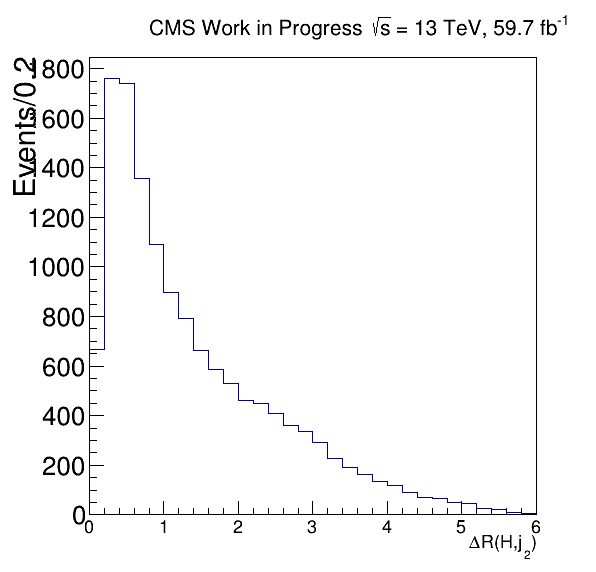 CMS Work in Progress √s = 13 TeV, 59.7 fb⁻¹
Events/0.2
1800
1600
1400
1200
1000
800
600
400
200
0
0 1 2 3 4 5 6
ΔR(H,j₂)